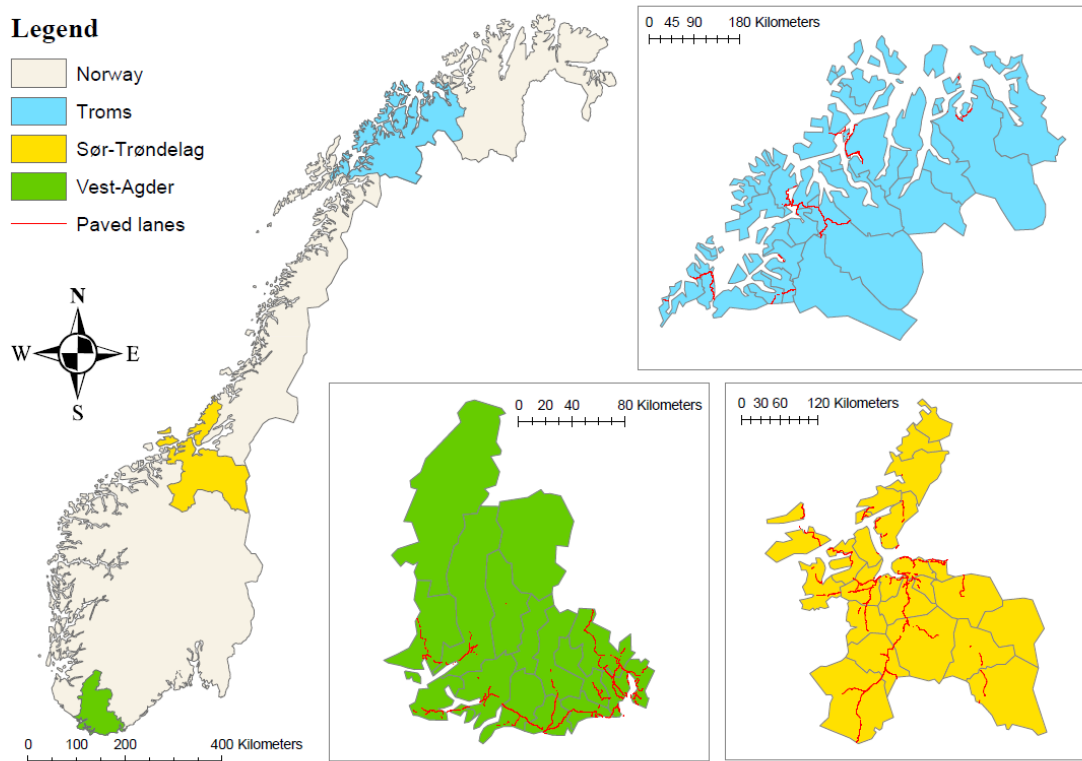 Legend
Norway
Troms
Sør-Trøndelag
Vest-Agder
Paved lanes
N
W E
S
0 100 200 400 Kilometers
0 45 90 180 Kilometers
0 20 40 80 Kilometers
0 30 60 120 Kilometers